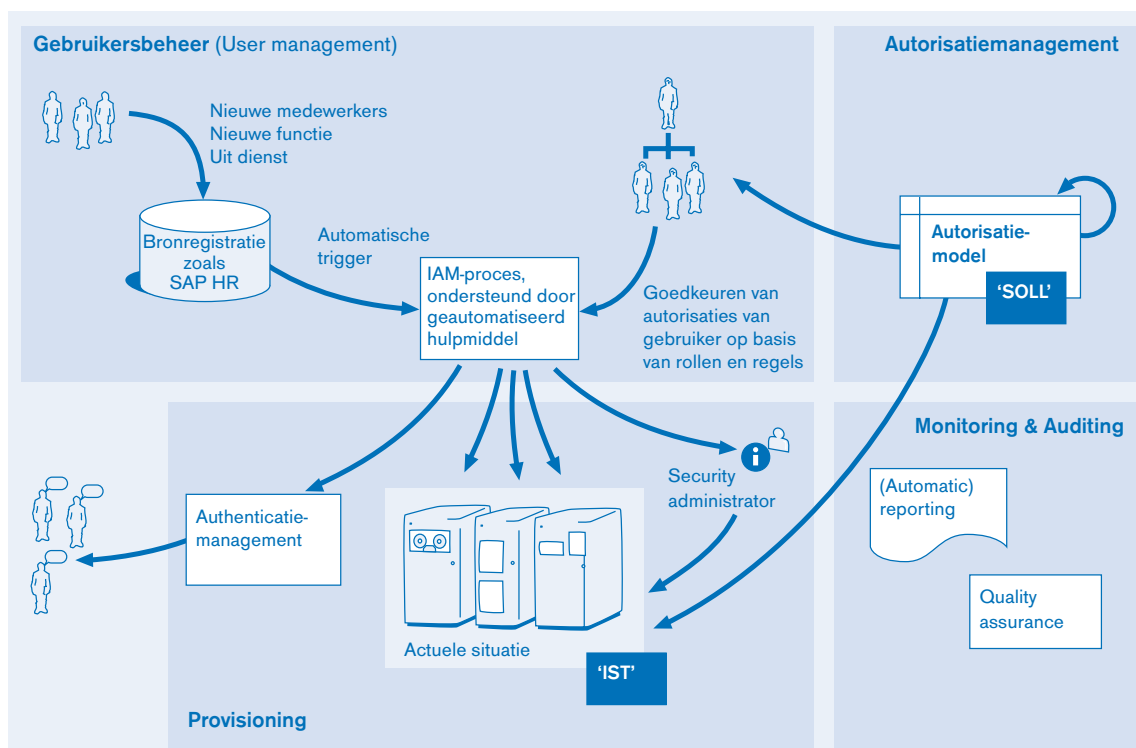 Gebruikersbeheer (User management)
Nieuwe medewerkers
Nieuwe functie
Uit dienst
Bronregistratie
zoals
SAP HR
Automatische
trigger
IAM-proces,
ondersteund door
geautomatiseerd
hulpmiddel
Goedkeuren van
autorisaties van
gebruiker op basis
van rollen en regels
Autorisatiemanagement
Autorisatie-
model
‘SOLL’
Authenticatie-
management
Security
administrator
Actuele situatie
‘IST’
Provisioning
Monitoring & Auditing
(Automatic)
reporting
Quality
assurance